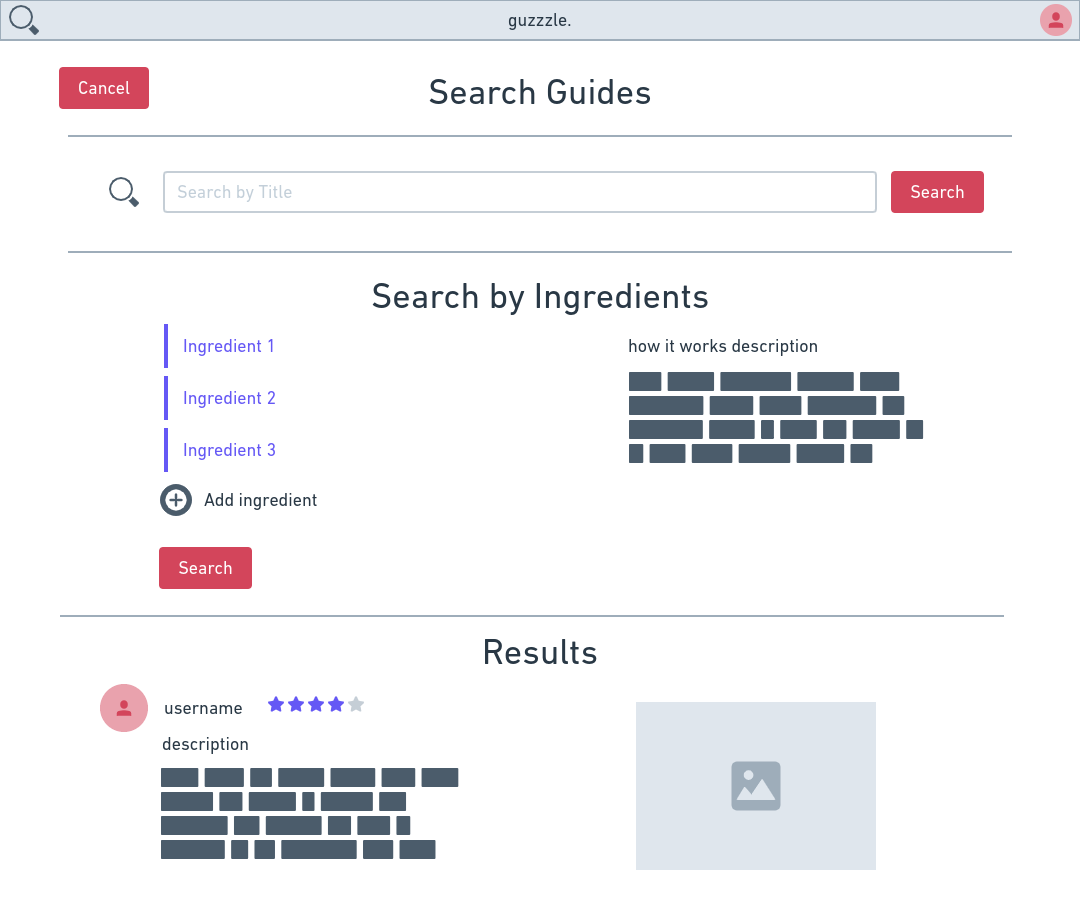 guzzzle.
Cancel
Search Guides
Search by Title
Search
Search by Ingredients
Ingredient 1
Ingredient 2
Ingredient 3
Add ingredient
Search
how it works description
Results
username
description